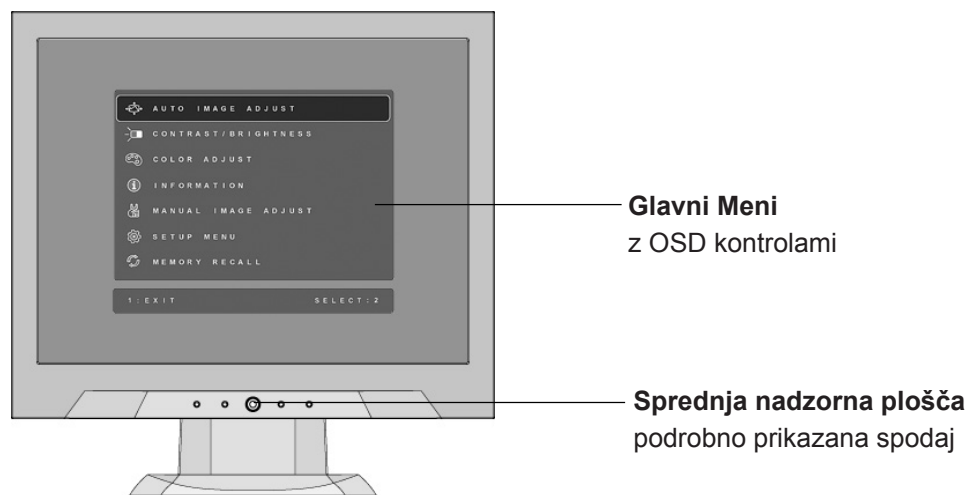 AUTO IMAGE ADJUST
CONTRAST/BRIGHTNESS
COLOR ADJUST
INFORMATION
MANUAL IMAGE ADJUST
SETUP MENU
MEMORY RECALL
1:EXIT SELECT:2
Glavni Meni
z OSD kontrolami
Sprednja nadzorna plošča
podrobno prikazana spodaj